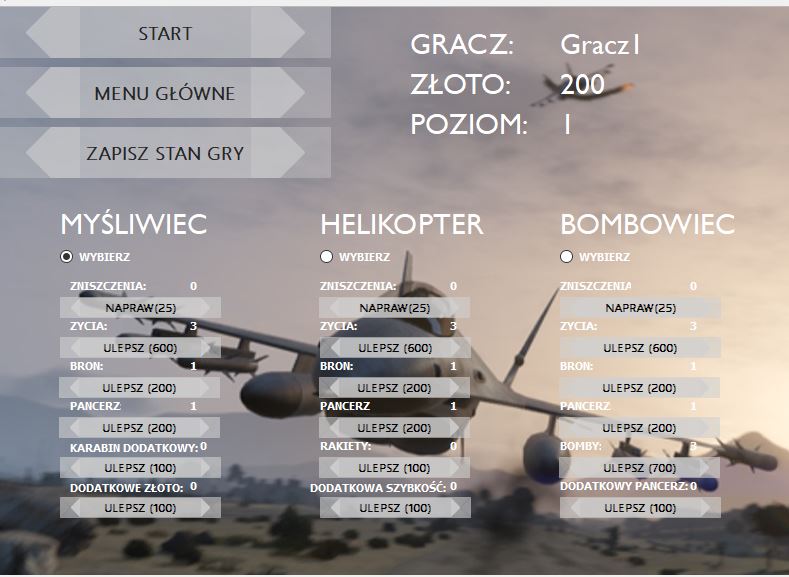 START
MENU GŁÓWNE
ZAPISZ STAN GRY
GRACZ: Gracz1
ZŁOTO: 200
POZIOM: 1
MYŚLIWIEC
WYBIERZ
ZNISZCZENIA: 0
NAPRAW(25)
ZYCIA: 3
ULEPSZ (600)
BRON: 1
ULEPSZ (200)
PANCERZ 1
ULEPSZ (200)
KARABIN DODATKOWY: 0
ULEPSZ (100)
DODATKOWE ZŁOTO: 0
ULEPSZ (100)
HELIKOPTER
WYBIERZ
ZNISZCZENIA: 0
NAPRAW(25)
ZYCIA: 3
ULEPSZ (600)
BRON: 1
ULEPSZ (200)
PANCERZ 1
ULEPSZ (200)
RAKIETY: 0
ULEPSZ (100)
DODATKOWA SZYBKOŚĆ: 0
ULEPSZ (100)
BOMBOWIEC
WYBIERZ
ZNISZCZENIA 0
NAPRAW(25)
ZYCIA: 3
ULEPSZ (600)
BRON: 1
ULEPSZ (200)
PANCERZ 1
ULEPSZ (200)
BOMBY: 3
ULEPSZ (700)
DODATKOWY PANCERZ: 0
ULEPSZ (100)